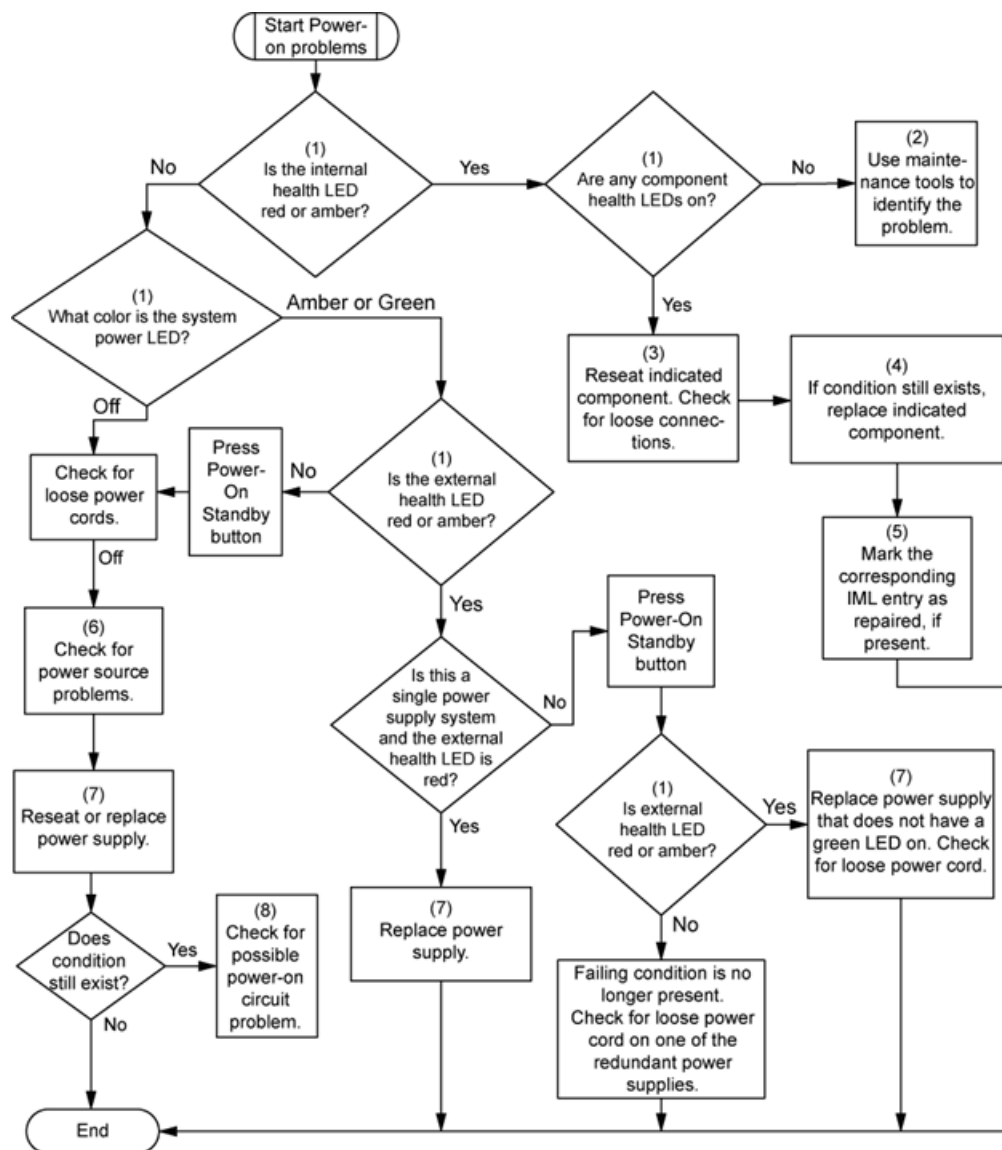 Start Power-
on problems
(1)
Is the internal
health LED
red or amber?
No
Yes
(1)
Are any component
health LEDs on?
No
(2)
Use mainte-
nance tools to
identify the
problem.
Yes
(1)
What color is the system
power LED?
Amber or Green
Off
(3)
Reseat indicated
component. Check
for loose connec-
tions.
(4)
If condition still exists,
replace indicated
component.
(5)
Mark the
corresponding
IML entry as
repaired, if
present.
Check for
loose power
cords.
Off
Press
Power-
On
Standby
button
No
(1)
Is the external
health LED
red or amber?
Yes
(6)
Check for
power source
problems.
Is this a
single power
supply system
and the external
health LED is
red?
No
Press
Power-On
Standby
button
Yes
(7)
Reseat or replace
power supply.
(1)
Is external
health LED
red or amber?
Yes
(7)
Replace power supply
that does not have a
green LED on. Check
for loose power cord.
No
Does
condition
still exist?
Yes
(8)
Check for
possible
power-on
circuit
problem.
No
(7)
Replace power
supply.
Failing condition is no
longer present.
Check for loose power
cord on one of the
redundant power
supplies.
End